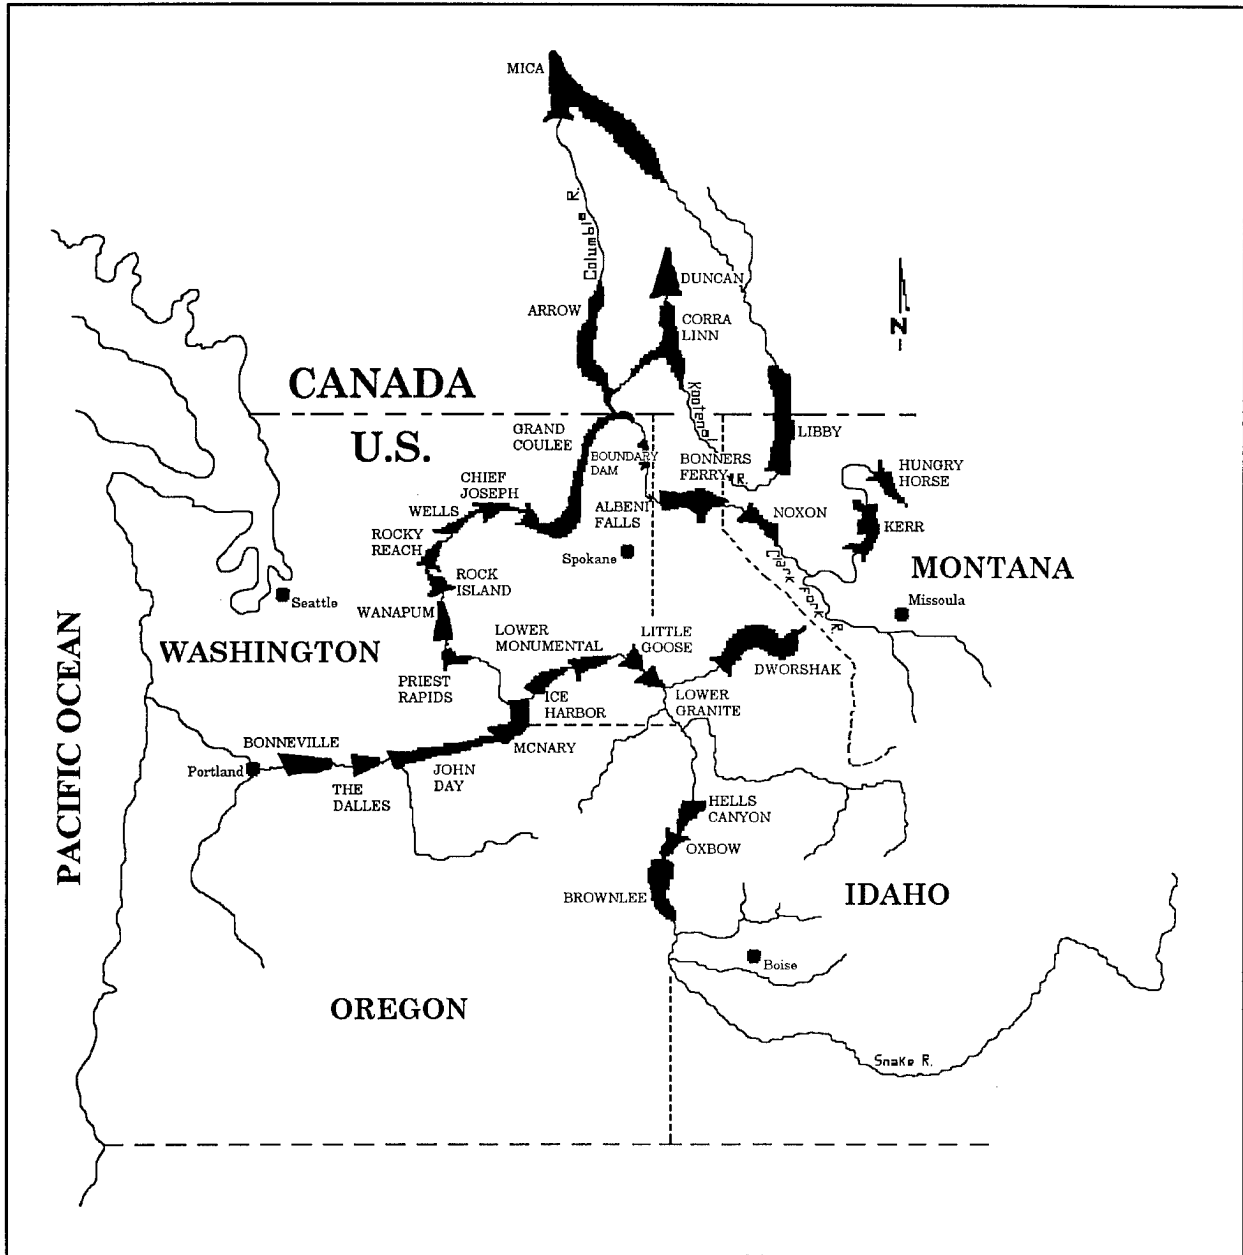 MICA
Columbia R.
DUNCAN
ARROW
CORRA
LINN
N
CANADA
Kootenai
U.S.
GRAND
COULEE
LIBBY
BOUNDARY
DAM
BONNERS
FERRY
R.
HUNGRY
HORSE
CHIEF
JOSEPH
WELLS
ALBENI
FALLS
NOXON
KERR
ROCKY
REACH
Spokane
Clark Fork R.
MONTANA
ROCK
ISLAND
Seattle
Missoula
WANAPUM
WASHINGTON
LOWER
MONUMENTAL
LITTLE
GOOSE
DWORSHAK
PRIEST
RAPIDS
ICE
HARBOR
LOWER
GRANITE
PACIFIC OCEAN
BONNEVILLE
MCNARY
Portland
JOHN
DAY
THE
DALLES
HELLS
CANYON
OXBOW
BROWNLEE
IDAHO
Boise
OREGON
Snake R.